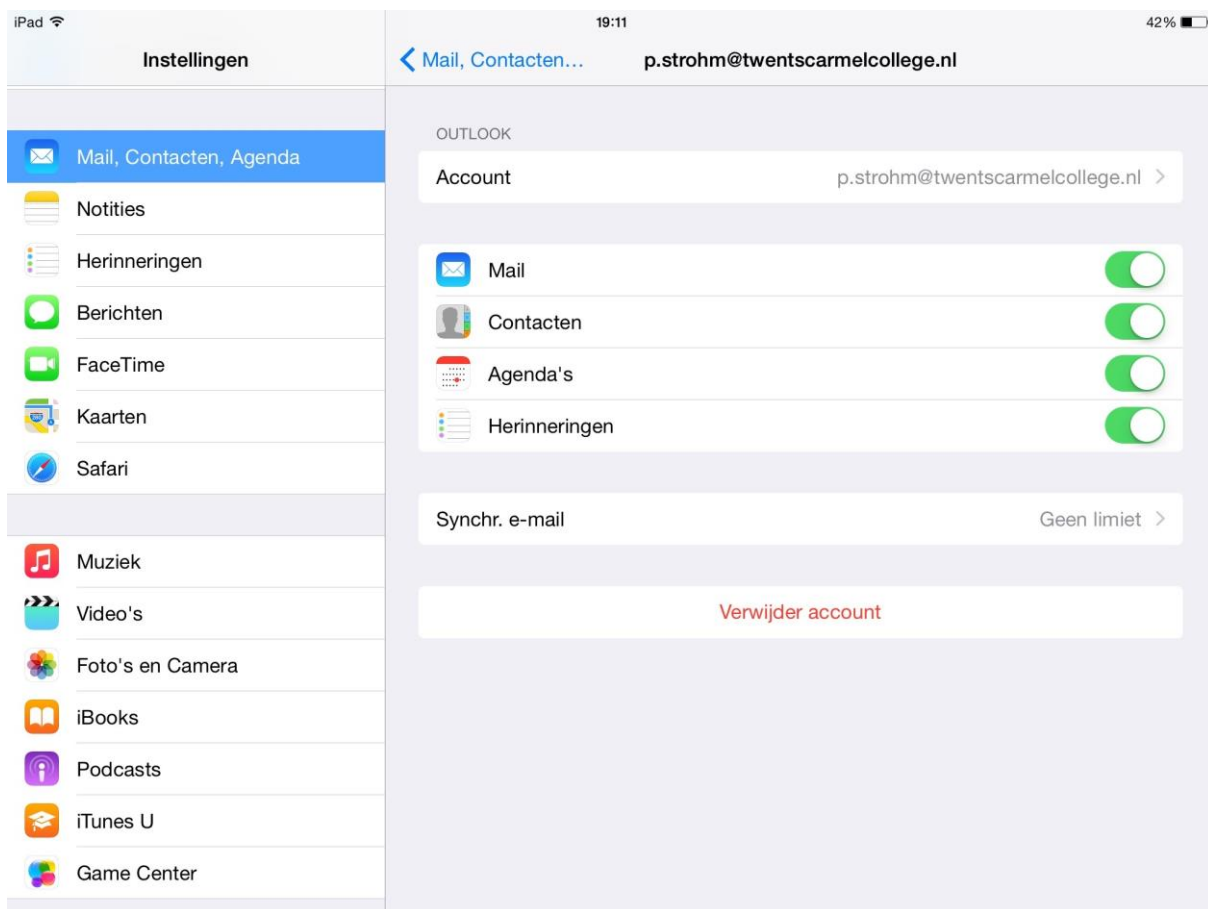 iPad
19:11
42%
Instellingen
Mail, Contacten...
p.strohm@twentscarmelcollege.nl
Mail, Contacten, Agenda
Notities
Herinneringen
Berichten
FaceTime
Kaarten
Safari
Muziek
Video's
Foto's en Camera
iBooks
Podcasts
iTunes U
Game Center
OUTLOOK
Account p.strohm@twentscarmelcollege.nl
Mail
Contacten
Agenda's
Herinneringen
Synchr. e-mail Geen limiet
Verwijder account